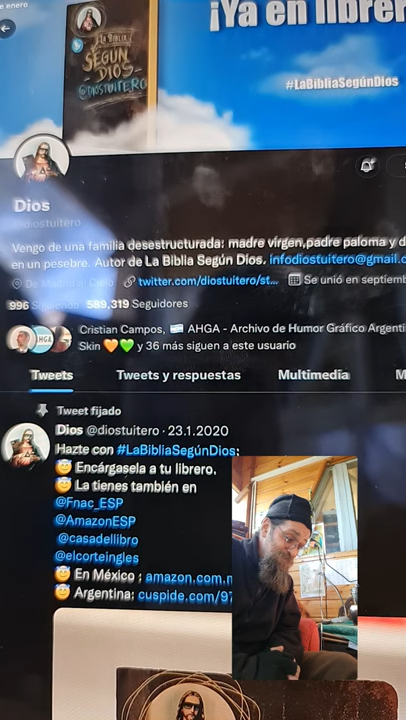 e enero
¡Ya en librer
La Biblia
SEGÚN
DIOS
@DIOSTUITERO
#LaBibliaSegúnDios
Dios
@diostuitero
Vengo de una familia desestructurada: madre virgen,padre paloma y d
en un pesebre. Autor de La Biblia Según Dios. infodiostuitero@gmail.c
De Madrid al Cielo twitter.com/diostuitero/st... Se unió en septiemb
996 Siguiendo 589,319 Seguidores
Cristian Campos, AHGA - Archivo de Humor Gráfico Argenti
Skin y 36 más siguen a este usuario
Tweets Tweets y respuestas Multimedia M
Tweet fijado
Dios @diostuitero · 23.1.2020
Hazte con #LaBibliaSegúnDios:
Encárgasela a tu librero.
La tienes también en
@Fnac_ESP
@AmazonESP
@casadellibro
@elcorteingles
En México : amazon.com.m
Argentina: cuspide.com/97